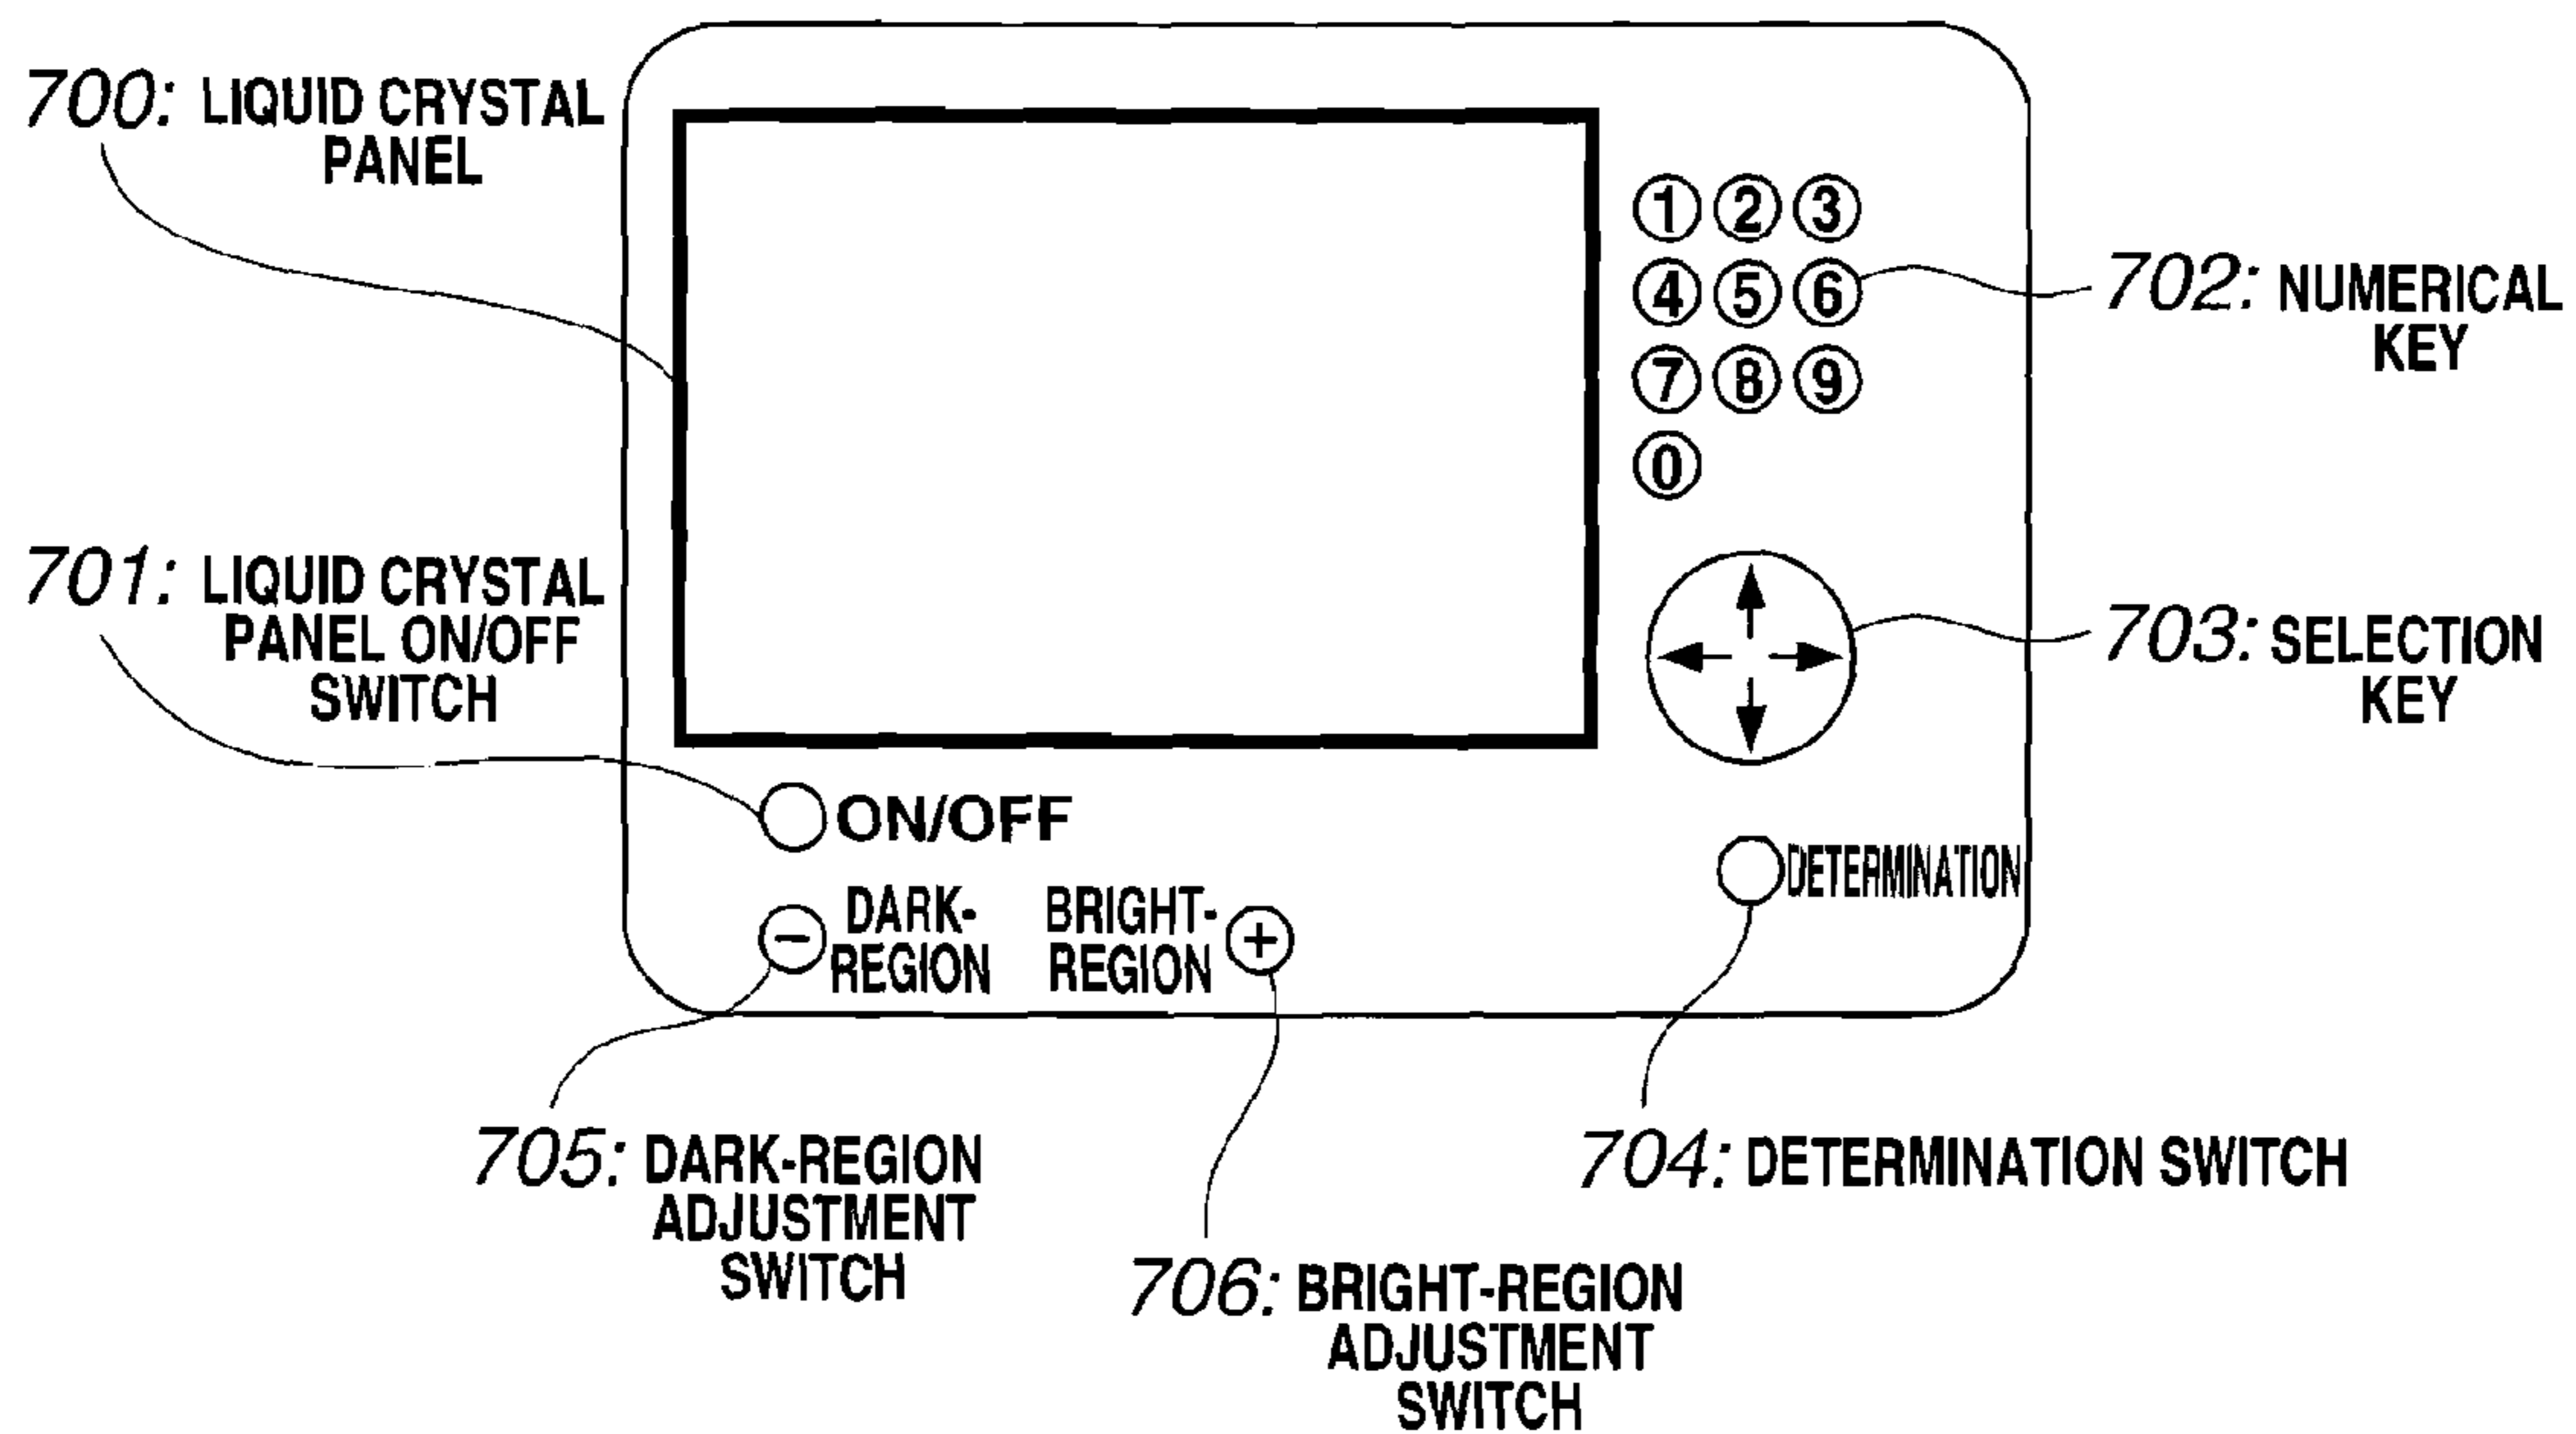 700: LIQUID CRYSTAL
PANEL
1 2 3
4 5 6
7 8 9
0
702: NUMERICAL
KEY
701: LIQUID CRYSTAL
PANEL ON/OFF
SWITCH
703: SELECTION
KEY
ON/OFF
DETERMINATION
− DARK-
REGION
BRIGHT- +
REGION
705: DARK-REGION
ADJUSTMENT
SWITCH
704: DETERMINATION SWITCH
706: BRIGHT-REGION
ADJUSTMENT
SWITCH